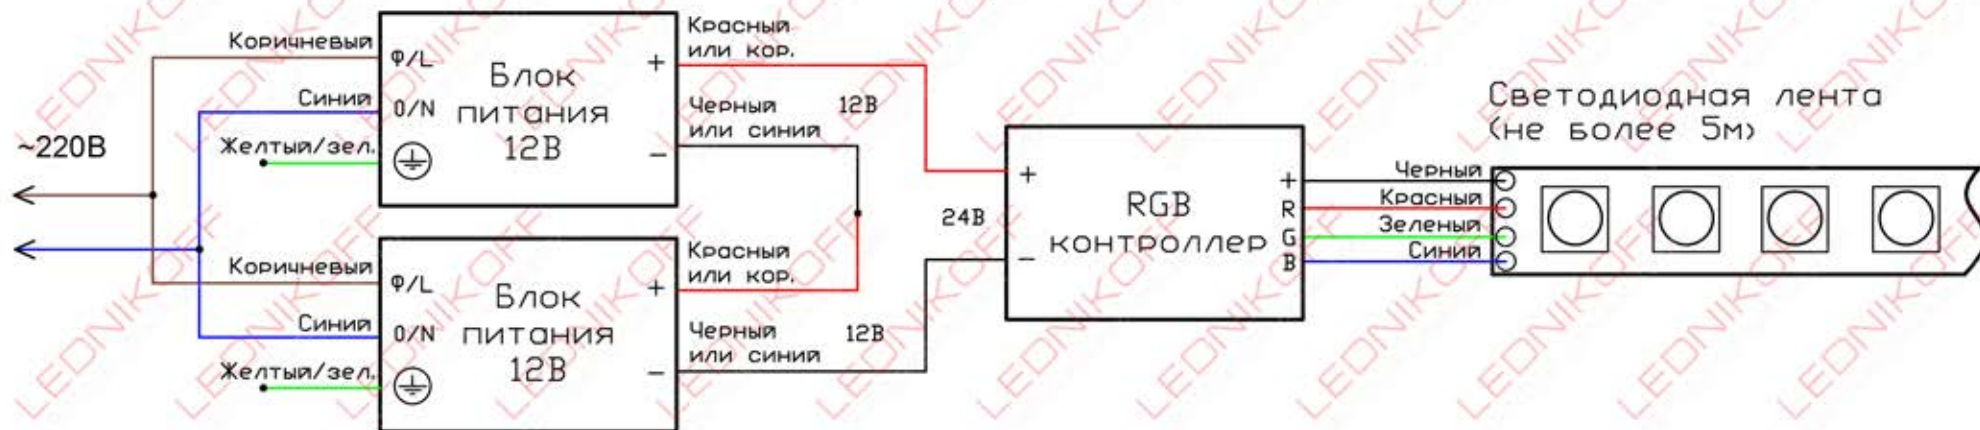 ~220В
Коричневый
Синий
Желтый/зел.
Ф/L
0/N
Блок
питания
12В
+
−
Красный
или кор.
Черный
или синий
12В
Коричневый
Синий
Желтый/зел.
Ф/L
0/N
Блок
питания
12В
+
−
Красный
или кор.
Черный
или синий
12В
24В
+
−
RGB
контроллер
+
R
G
B
Черный
Красный
Зеленый
Синий
Светодиодная лента
(не более 5м)
LEDNIKOFF